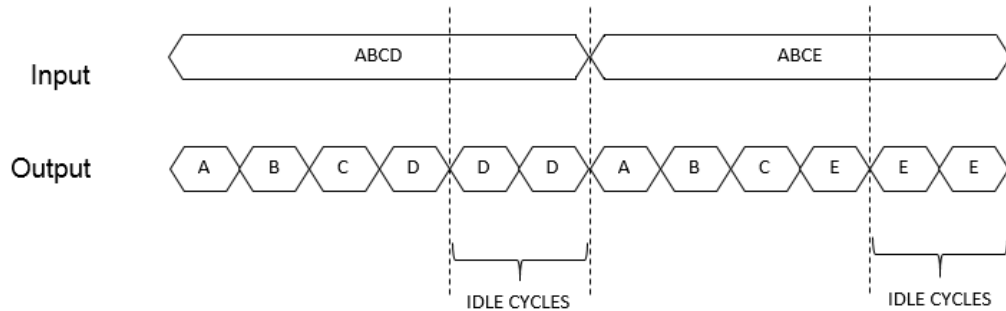 Input ABCD ABCE
Output A B C D D D A B C E E E
IDLE CYCLES IDLE CYCLES